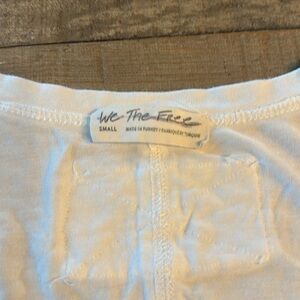 We The Free
SMALL MADE IN TURKEY / FABRIQUÉ EN TURQUIE